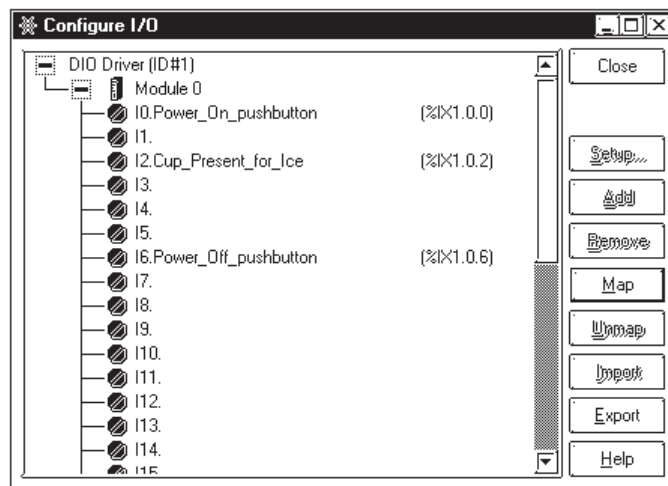 Configure I/O
DIO Driver (ID#1)
Module 0
I0.Power_On_pushbutton (%IX1.0.0)
I1.
I2.Cup_Present_for_Ice (%IX1.0.2)
I3.
I4.
I5.
I6.Power_Off_pushbutton (%IX1.0.6)
I7.
I8.
I9.
I10.
I11.
I12.
I13.
I14.
I15.
Close
Setup...
Add
Remove
Map
Unmap
Import
Export
Help